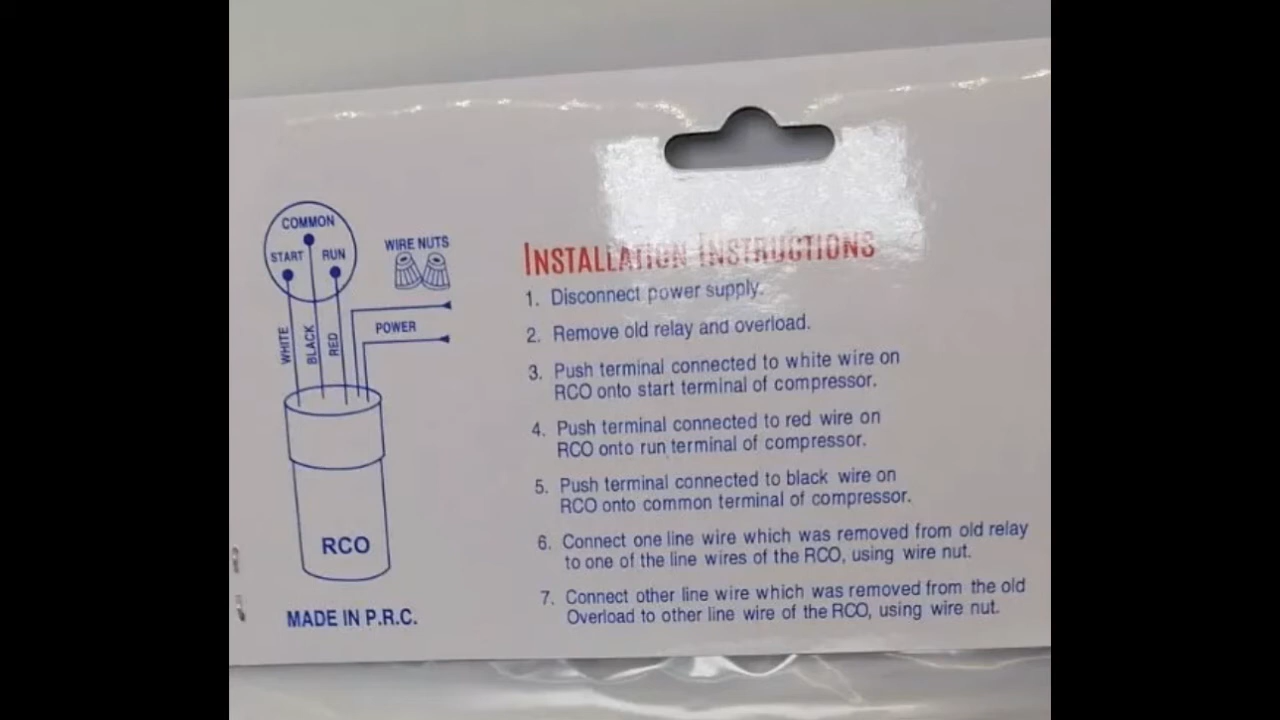 COMMON
START RUN
WHITE
BLACK
RED
WIRE NUTS
POWER
RCO
MADE IN P.R.C.
INSTALLATION INSTRUCTIONS
1. Disconnect power supply.
2. Remove old relay and overload.
3. Push terminal connected to white wire on
RCO onto start terminal of compressor.
4. Push terminal connected to red wire on
RCO onto run terminal of compressor.
5. Push terminal connected to black wire on
RCO onto common terminal of compressor.
6. Connect one line wire which was removed from old relay
to one of the line wires of the RCO, using wire nut.
7. Connect other line wire which was removed from the old
Overload to other line wire of the RCO, using wire nut.